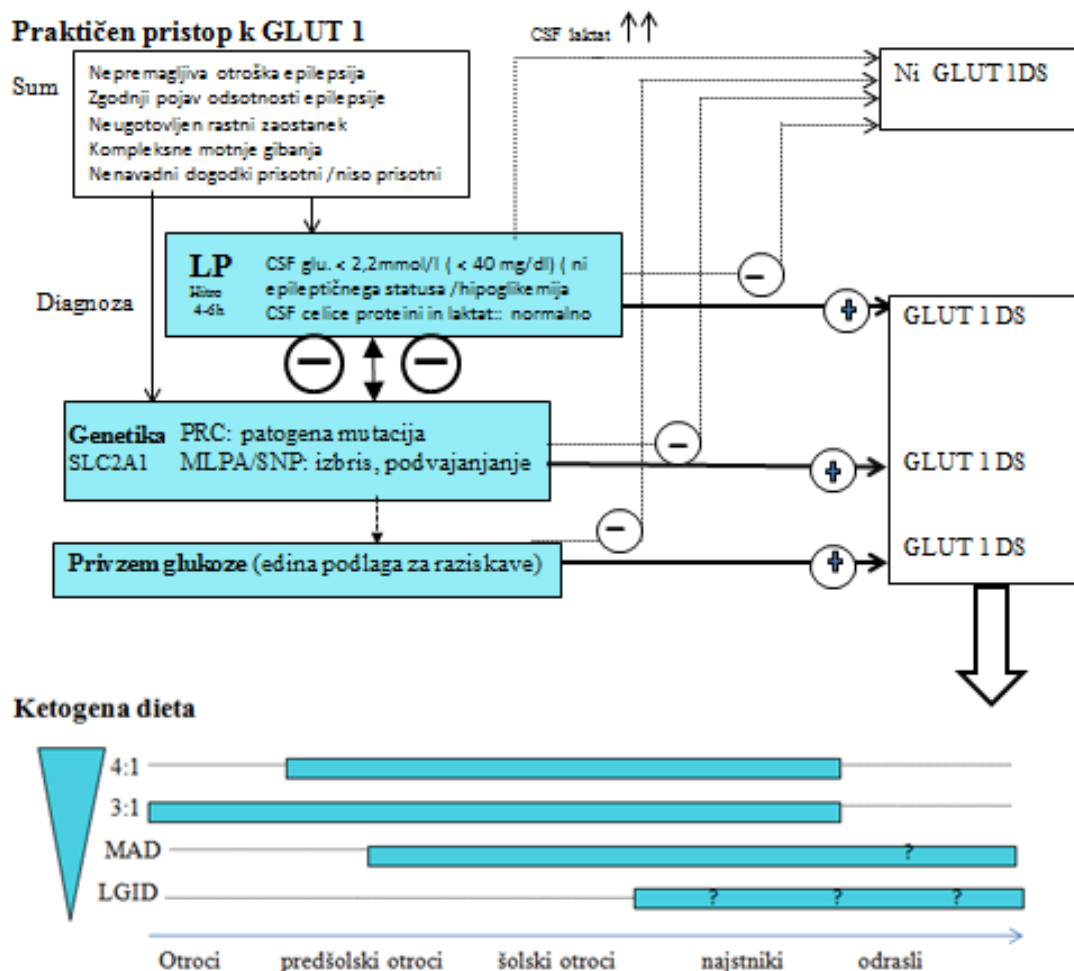 Praktičen pristop k GLUT 1
CSF laktat ↑↑
Sum
Nepremagljiva otroška epilepsija
Zgodnji pojav odsotnosti epilepsije
Neugotovljen rastni zaostanek
Kompleksne motnje gibanja
Nenavadni dogodki prisotni /niso prisotni
Ni GLUT 1DS
Diagnoza
LP
Hitro
4-6h
CSF glu. < 2,2mmol/l ( < 40 mg/dl) ( ni
epileptičnega statusa /hipoglikemija
CSF celice proteini in laktat:: normalno
−
+
GLUT 1 DS
− −
Genetika
SLC2A1
PRC: patogena mutacija
MLPA/SNP: izbris, podvajanjanje
−
+
GLUT 1 DS
Privzem glukoze (edina podlaga za raziskave)
−
+
GLUT 1 DS
Ketogena dieta
4:1
3:1
MAD
?
LGID
? ? ?
Otroci predšolski otroci šolski otroci najstniki odrasli